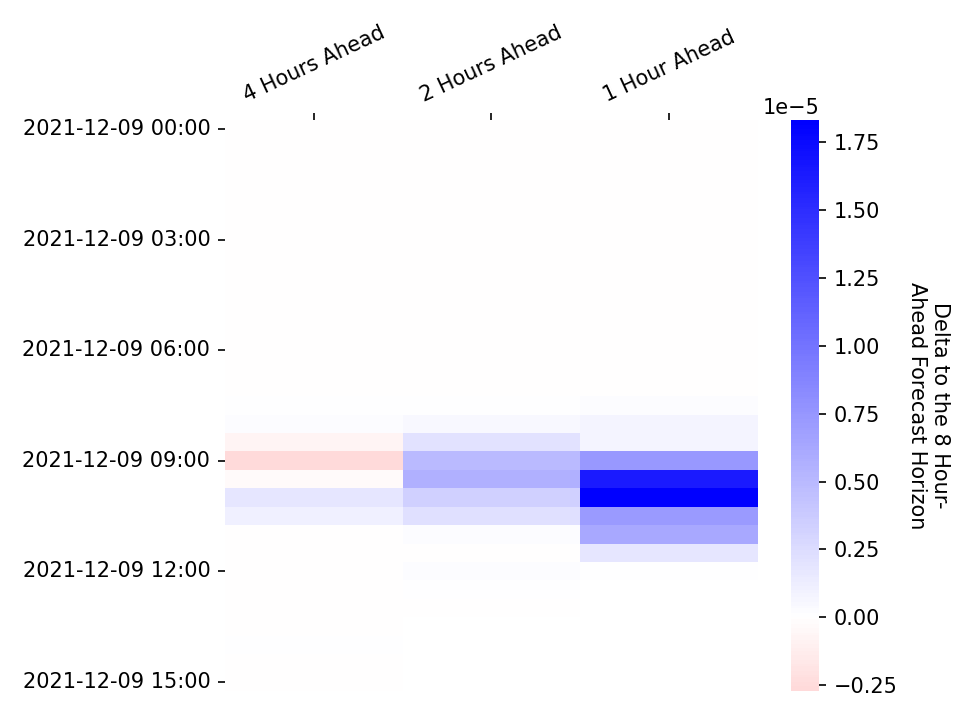 4 Hours Ahead
2 Hours Ahead
1 Hour Ahead
2021-12-09 00:00
2021-12-09 03:00
2021-12-09 06:00
2021-12-09 09:00
2021-12-09 12:00
2021-12-09 15:00
1e−5
1.75
1.50
1.25
1.00
0.75
0.50
0.25
0.00
−0.25
Delta to the 8 Hour-
Ahead Forecast Horizon